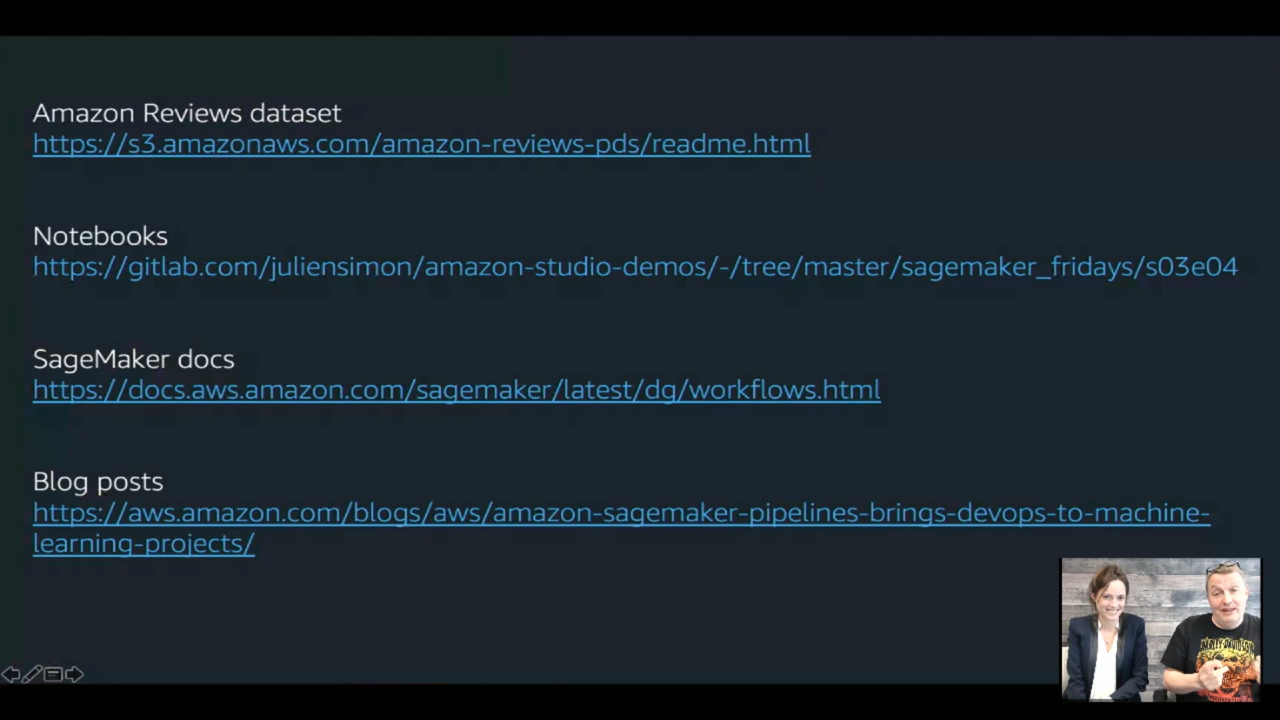 Amazon Reviews dataset
https://s3.amazonaws.com/amazon-reviews-pds/readme.html
Notebooks
https://gitlab.com/juliensimon/amazon-studio-demos/-/tree/master/sagemaker_fridays/s03e04
SageMaker docs
https://docs.aws.amazon.com/sagemaker/latest/dg/workflows.html
Blog posts
https://aws.amazon.com/blogs/aws/amazon-sagemaker-pipelines-brings-devops-to-machine-
learning-projects/